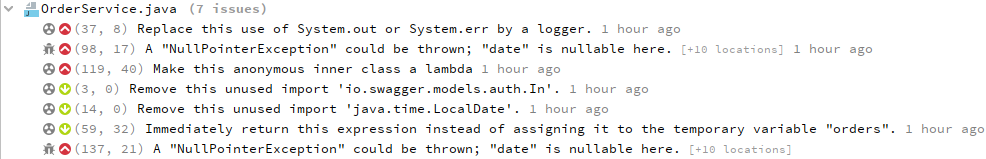 OrderService.java (7 issues)
(37, 8) Replace this use of System.out or System.err by a logger. 1 hour ago
(98, 17) A "NullPointerException" could be thrown; "date" is nullable here. [+10 locations] 1 hour ago
(119, 40) Make this anonymous inner class a lambda 1 hour ago
(3, 0) Remove this unused import 'io.swagger.models.auth.In'. 1 hour ago
(14, 0) Remove this unused import 'java.time.LocalDate'. 1 hour ago
(59, 32) Immediately return this expression instead of assigning it to the temporary variable "orders". 1 hour ago
(137, 21) A "NullPointerException" could be thrown; "date" is nullable here. [+10 locations]